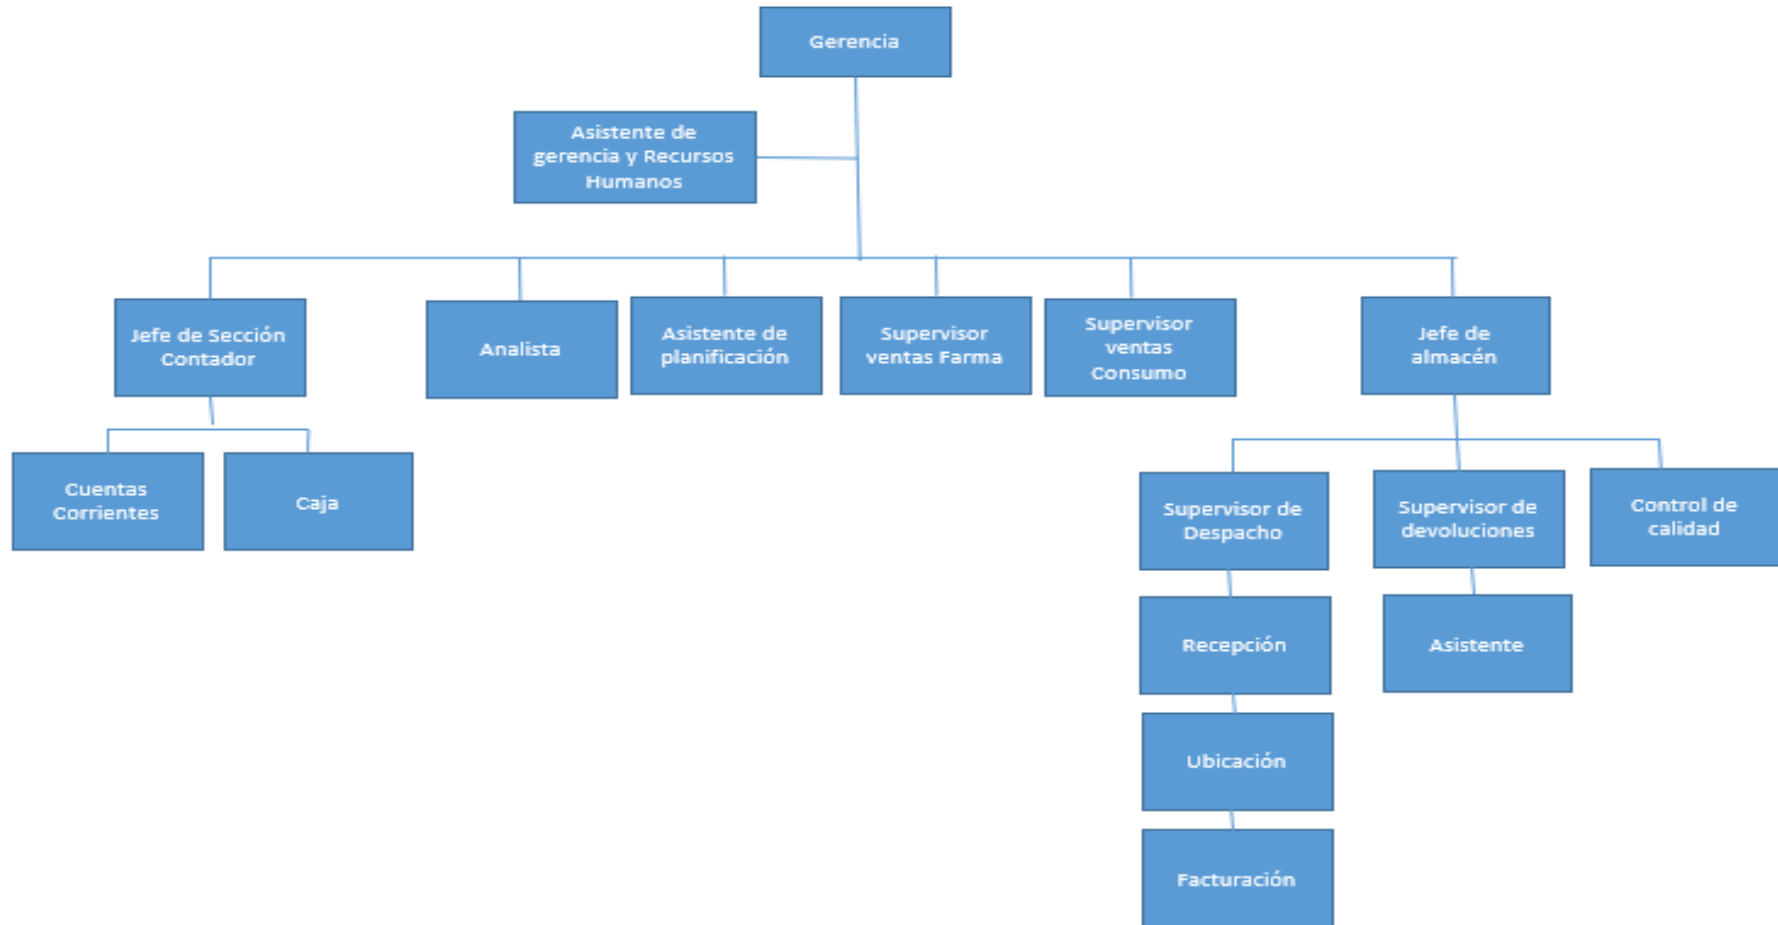 Gerencia
Asistente de
gerencia y Recursos
Humanos
Jefe de Sección
Contador
Analista
Asistente de
planificación
Supervisor
ventas Farma
Supervisor
ventas
Consumo
Jefe de
almacén
Cuentas
Corrientes
Caja
Supervisor de
Despacho
Supervisor de
devoluciones
Control de
calidad
Recepción
Asistente
Ubicación
Facturación